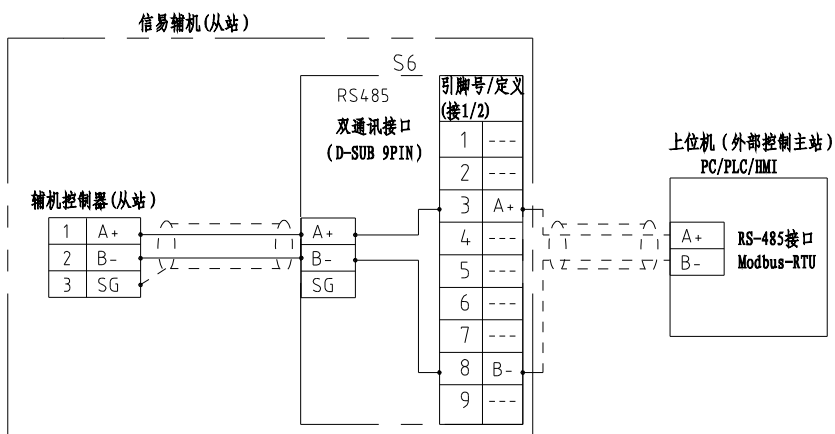 信易辅机(从站)
S6
RS485
双通讯接口
(D-SUB 9PIN)
引脚号/定义
(接1/2)
1 ---
2 ---
3 A+
4 ---
5 ---
6 ---
7 ---
8 B-
9 ---
辅机控制器(从站)
1 A+
2 B-
3 SG
A+
B-
SG
上位机(外部控制主站)
PC/PLC/HMI
A+
B-
RS-485接口
Modbus-RTU